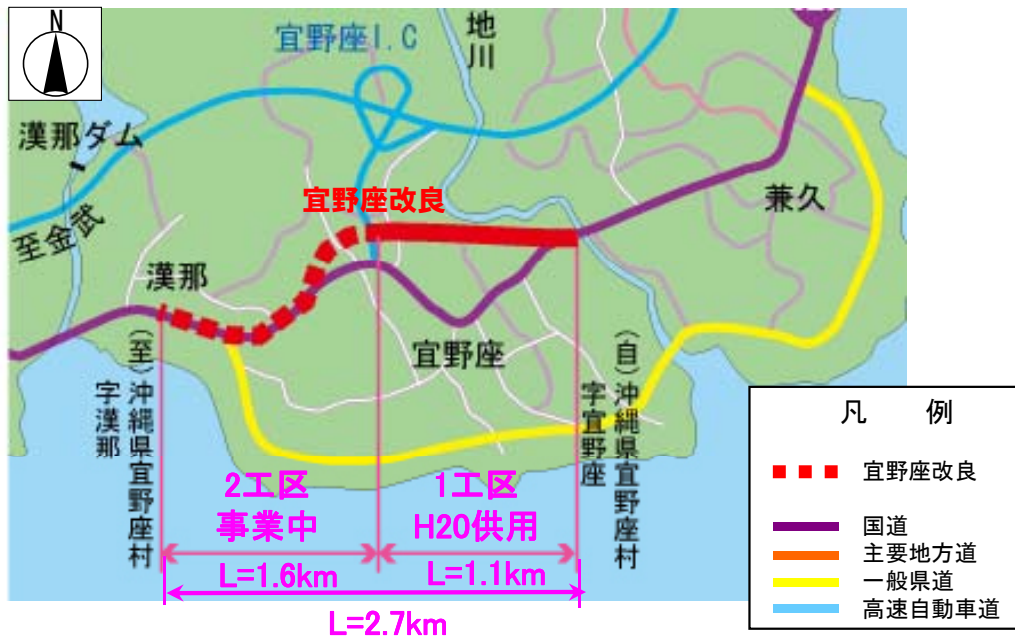 N
宜野座I.C
地川
漢那ダム
至金武
宜野座改良
兼久
漢那
宜野座
(至)沖縄県宜野座村
字漢那
(自)沖縄県宜野座村
字宜野座
2工区
事業中
1工区
H20供用
L=1.6km
L=1.1km
L=2.7km
凡 例
宜野座改良
国道
主要地方道
一般県道
高速自動車道